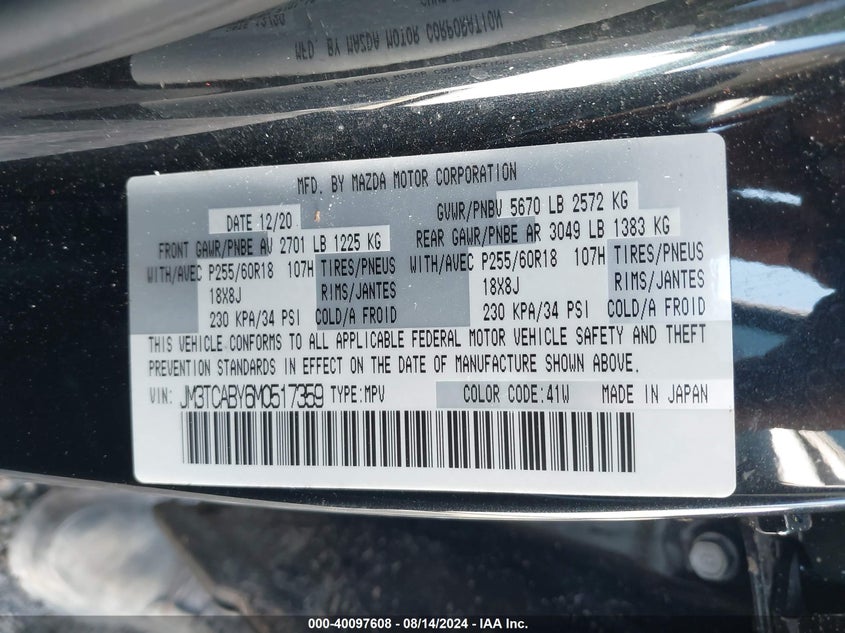 MFD. BY MAZDA MOTOR CORPORATION
MFD. BY MAZDA MOTOR CORPORATION
DATE 12/20 GVWR/PNBV 5670 LB 2572 KG
FRONT GAWR/PNBE AV 2701 LB 1225 KG REAR GAWR/PNBE AR 3049 LB 1383 KG
WITH/AVEC P255/60R18 107H TIRES/PNEUS WITH/AVEC P255/60R18 107H TIRES/PNEUS
18X8J RIMS/JANTES 18X8J RIMS/JANTES
230 KPA/34 PSI COLD/A FROID 230 KPA/34 PSI COLD/A FROID
THIS VEHICLE CONFORMS TO ALL APPLICABLE FEDERAL MOTOR VEHICLE SAFETY AND THEFT
PREVENTION STANDARDS IN EFFECT ON THE DATE OF MANUFACTURE SHOWN ABOVE.
VIN: JM3TCABY6M0517359 TYPE:MPV COLOR CODE:41W MADE IN JAPAN
000-40097608 - 08/14/2024 - IAA Inc.